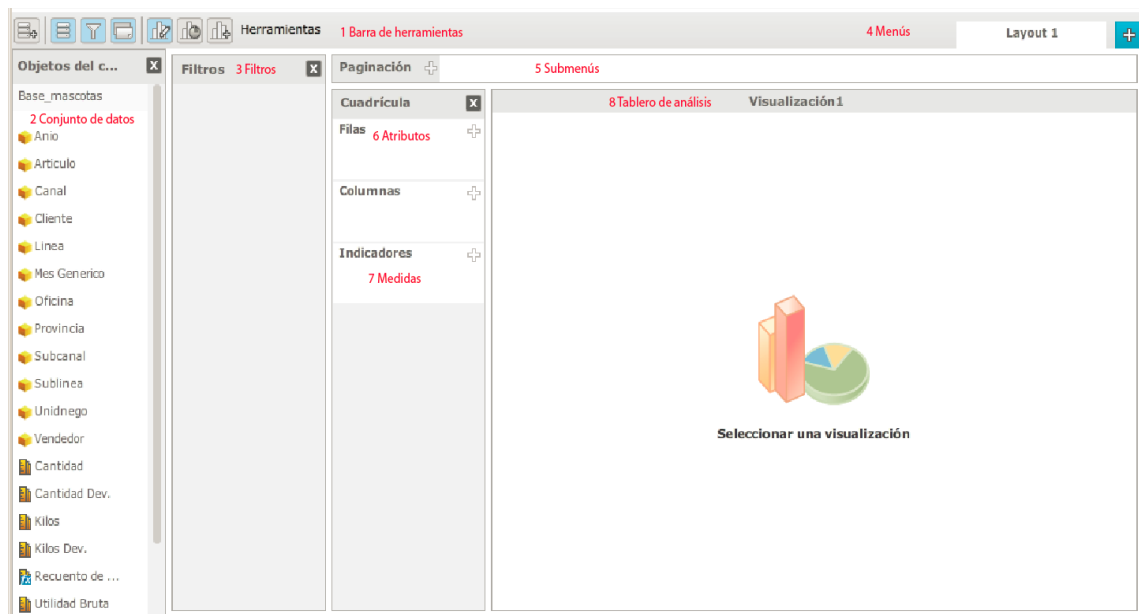 Herramientas 1 Barra de herramientas 4 Menús Layout 1
Objetos del c... Filtros 3 Filtros Paginación 5 Submenús
Base_mascotas Cuadrícula 8 Tablero de análisis Visualización1
2 Conjunto de datos
Anio
Articulo
Canal
Cliente
Linea
Mes Generico
Oficina
Provincia
Subcanal
Sublinea
Unidnego
Vendedor
Cantidad
Cantidad Dev.
Kilos
Kilos Dev.
Recuento de ...
Utilidad Bruta
Filas 6 Atributos
Columnas
Indicadores
7 Medidas
Seleccionar una visualización